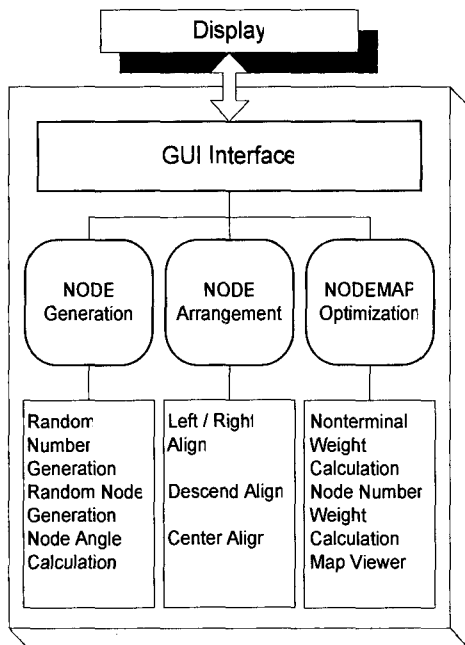 Display
GUI Interface
NODE
Generation
NODE
Arrangement
NODEMAP
Optimization
Random
Number
Generation
Random Node
Generation
Node Angle
Calculation
Left / Right
Align
Descend Align
Center Align
Nonterminal
Weight
Calculation
Node Number
Weight
Calculation
Map Viewer